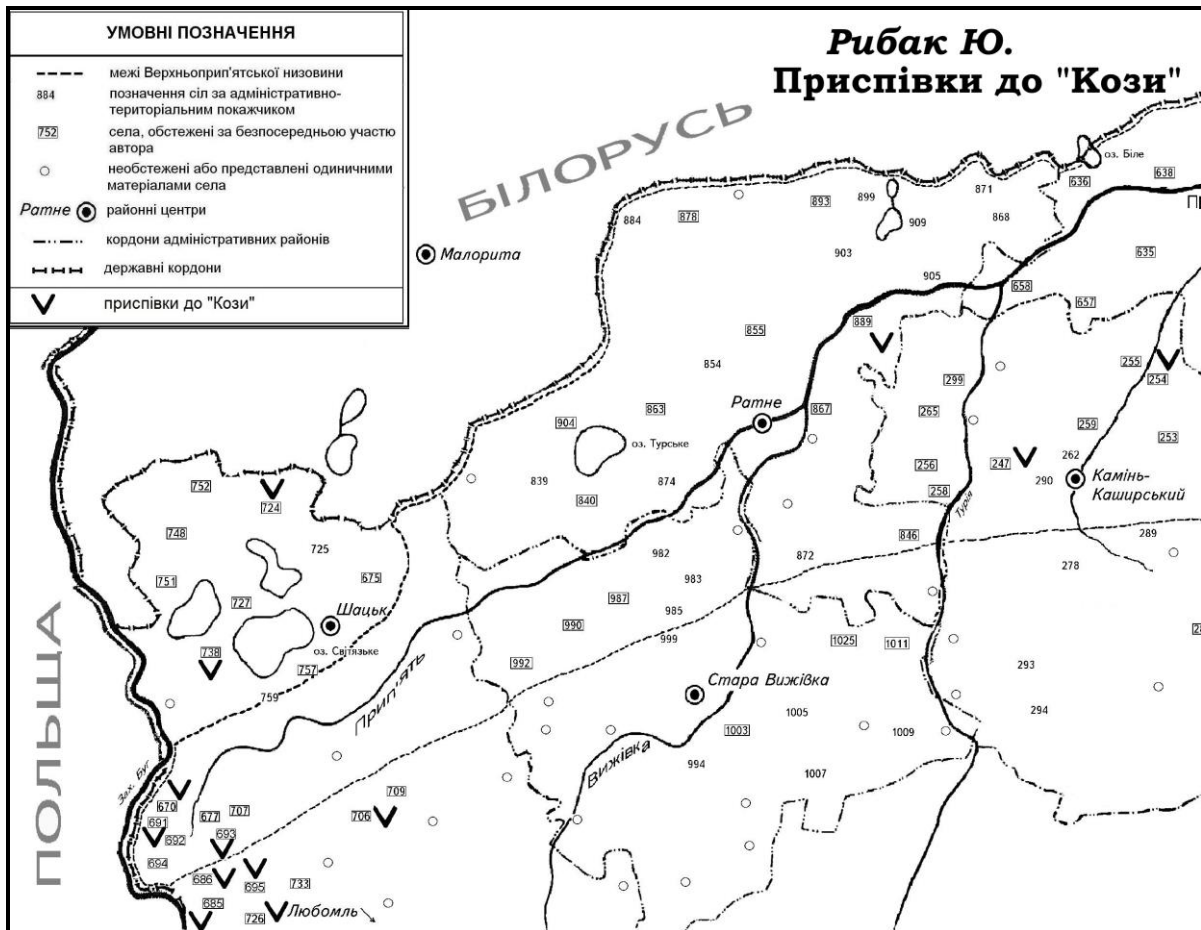 УМОВНІ ПОЗНАЧЕННЯ
межі Верхньоприп'ятської низовини
884 позначення сіл за адміністративно-
територіальним покажчиком
752 села, обстежені за безпосередньою участю
автора
необстежені або представлені одиничними
матеріалами села
Ратне районні центри
кордони адміністративних районів
державні кордони
приспівки до "Кози"
Рибак Ю.
Приспівки до "Кози"
БІЛОРУСЬ
оз. Біле
636
638
871
899
893
884
878
909
868
Малорита
903
635
905
658
657
889
855
854
255
254
299
Ратне
867
265
863
904
259
253
оз. Турське
262
256
247
290
Камінь-
Каширський
839
874
258
752
724
840
Турія
748
725
982
872
846
289
278
751
675
983
727
987
985
Шацьк
990
999
1025
1011
оз. Світязьке
738
757
992
293
759
Прип'ять
Стара Вижівка
294
1005
1003
1009
ПОЛЬЩА
Зах. Буг
Вижівка
994
1007
670
709
707
706
677
691
692
693
694
686
695
733
685
726
Любомль